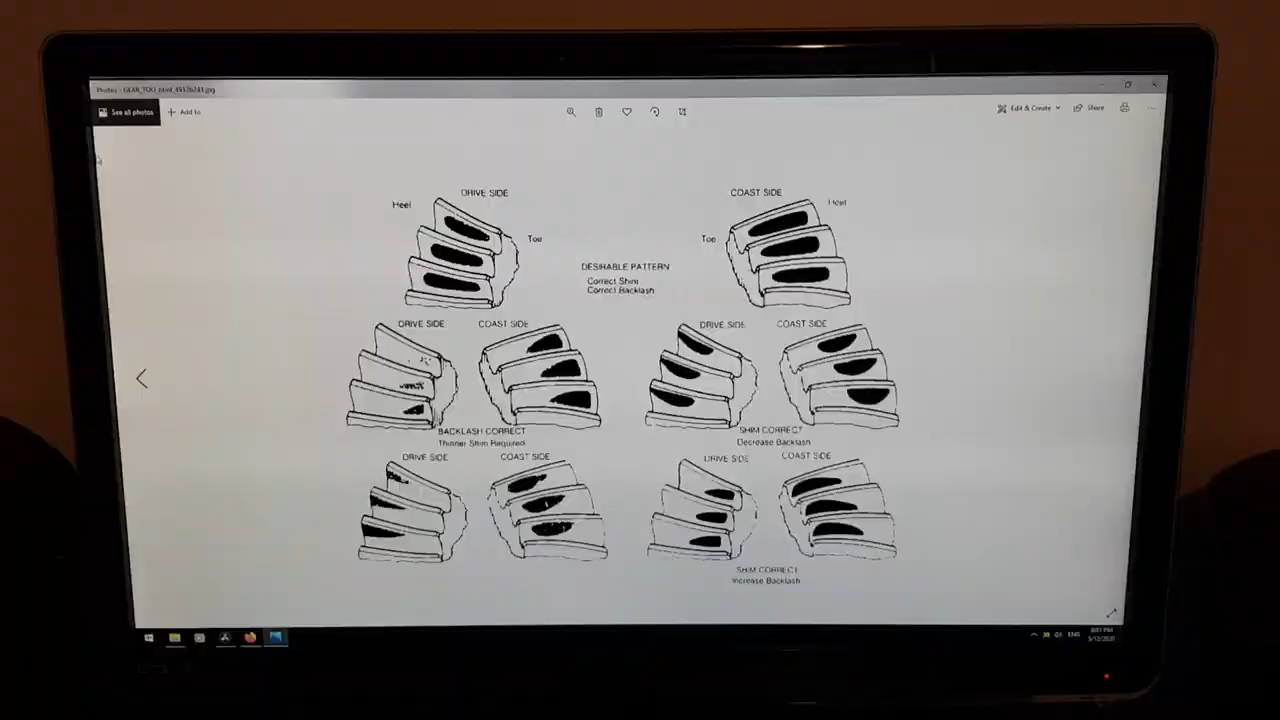 See all photos
Add to
Edit & Create
Share
DRIVE SIDE
COAST SIDE
Heel
Heel
Toe
Toe
DESIRABLE PATTERN
Correct Shim
Correct Backlash
DRIVE SIDE
COAST SIDE
DRIVE SIDE
COAST SIDE
BACKLASH CORRECT
Thinner Shim Required
SHIM CORRECT
Decrease Backlash
DRIVE SIDE
COAST SIDE
DRIVE SIDE
COAST SIDE
SHIM CORRECT
Increase Backlash
ENG